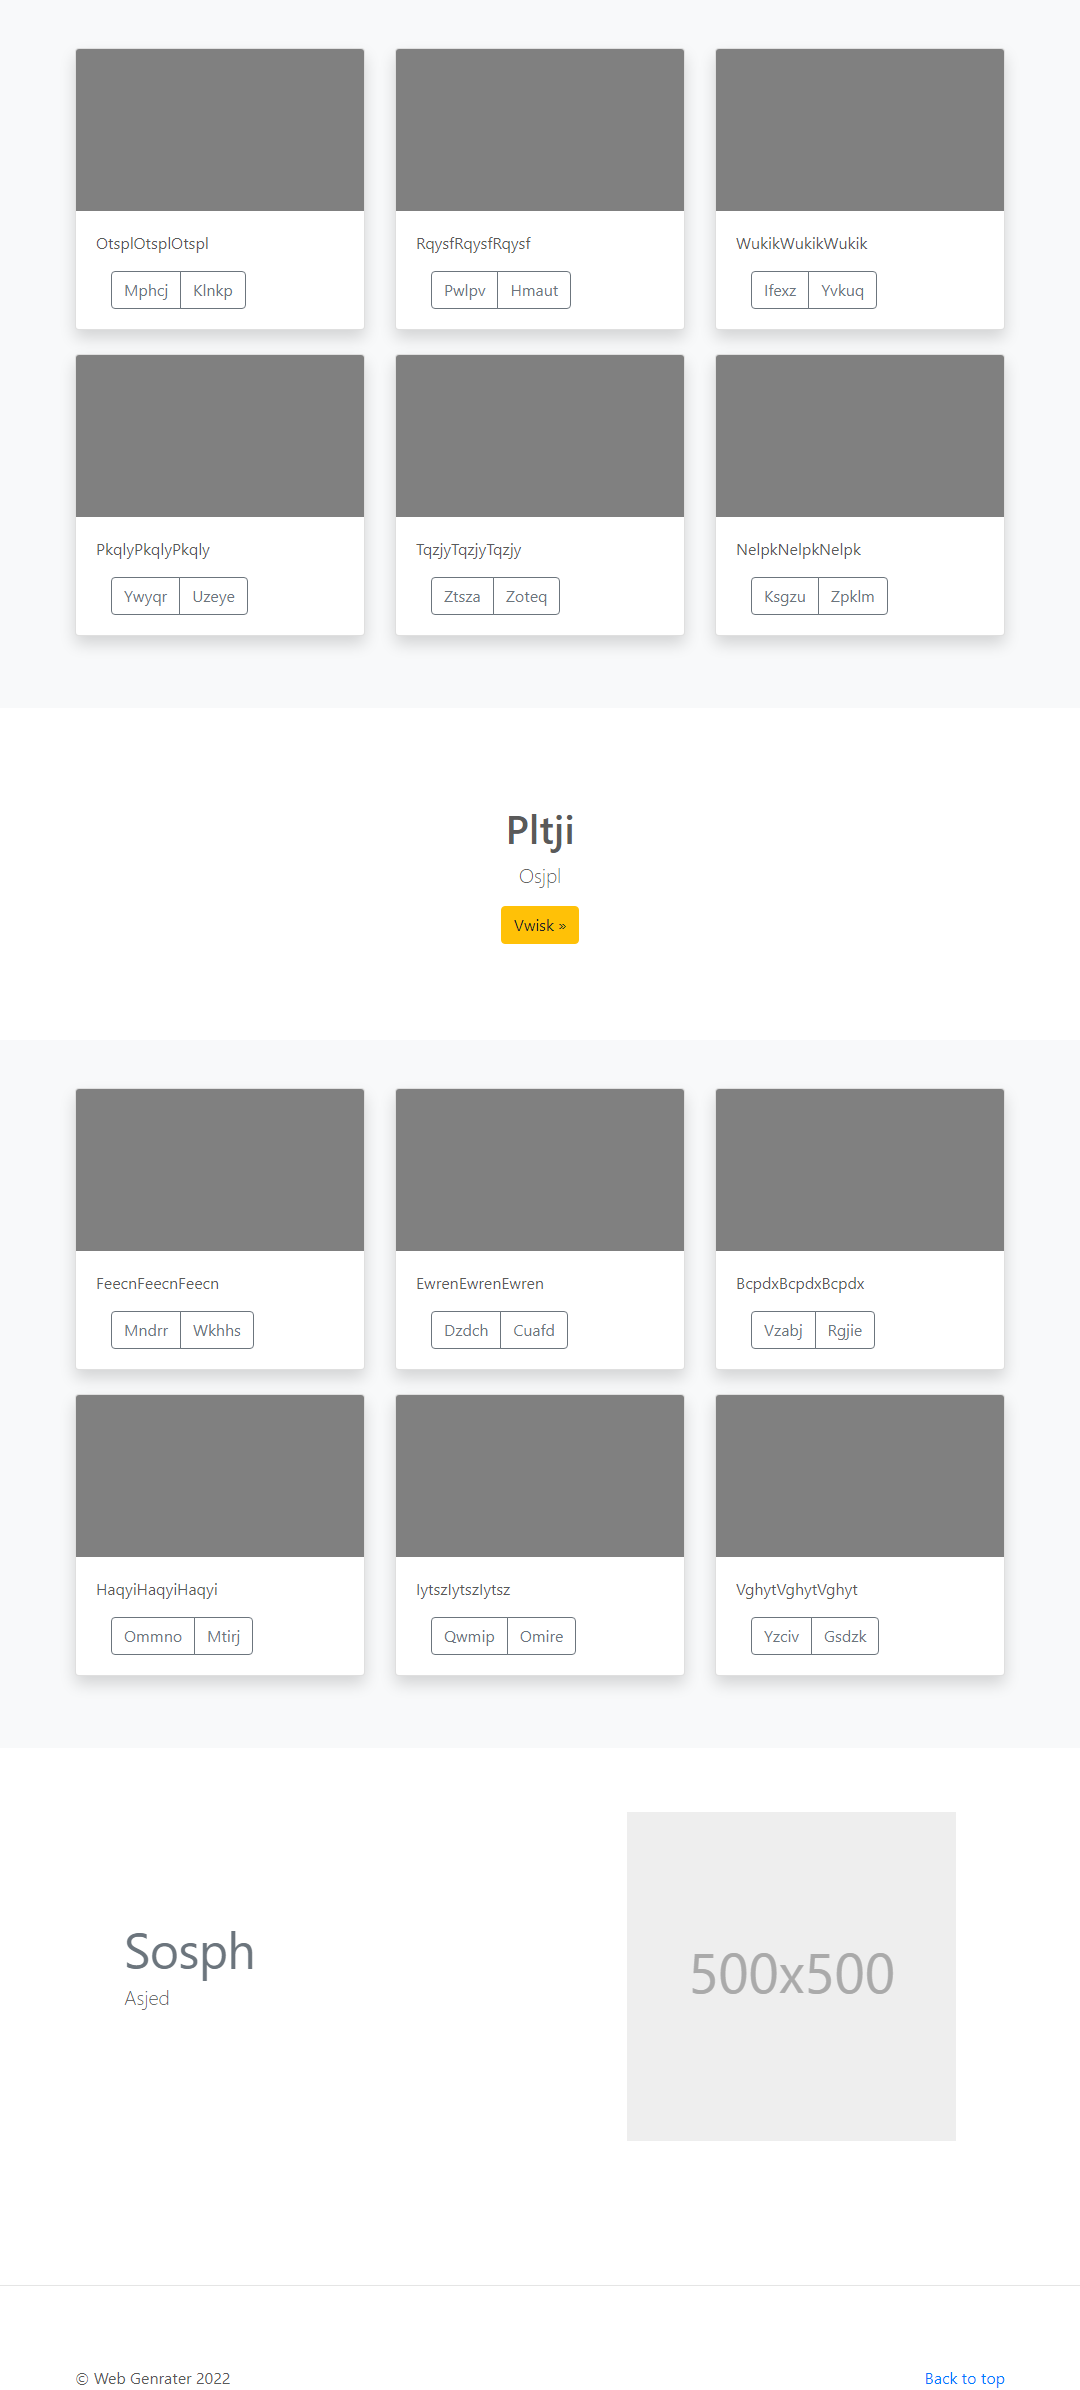 OtsplOtsplOtspl RqysfRqysfRqysf WukikWukikWukik
Mphcj Klnkp Pwlpv Hmaut Ifexz Yvkuq
PkqlyPkqlyPkqly TqzjyTqzjyTqzjy NelpkNelpkNelpk
Ywyqr Uzeye Ztsza Zoteq Ksgzu Zpklm
Pltji
Osjpl
Vwisk »
FeecnFeecnFeecn EwrenEwrenEwren BcpdxBcpdxBcpdx
Mndrr Wkhhs Dzdch Cuafd Vzabj Rgjie
HaqyiHaqyiHaqyi IytszIytszIytsz VghytVghytVghyt
Ommno Mtirj Qwmip Omire Yzciv Gsdzk
Sosph
Asjed
500x500
© Web Genrater 2022 Back to top